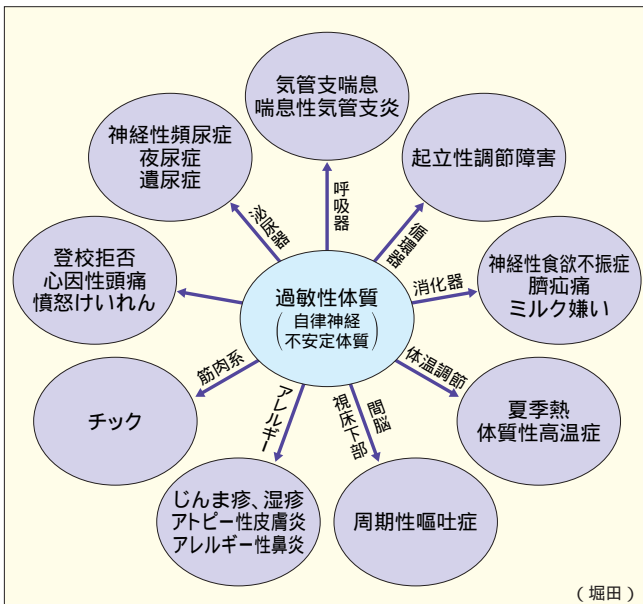 気管支喘息
喘息性気管支炎
呼吸器
起立性調節障害
循環器
神経性食欲不振症
臍疝痛
ミルク嫌い
消化器
夏季熱
体質性高温症
体温調節
周期性嘔吐症
間脳
視床下部
じんま疹、湿疹
アトピー性皮膚炎
アレルギー性鼻炎
アレルギー
チック
筋肉系
登校拒否
心因性頭痛
憤怒けいれん
神経性頻尿症
夜尿症
遺尿症
泌尿器
過敏性体質
(自律神経
不安定体質)
(堀田)